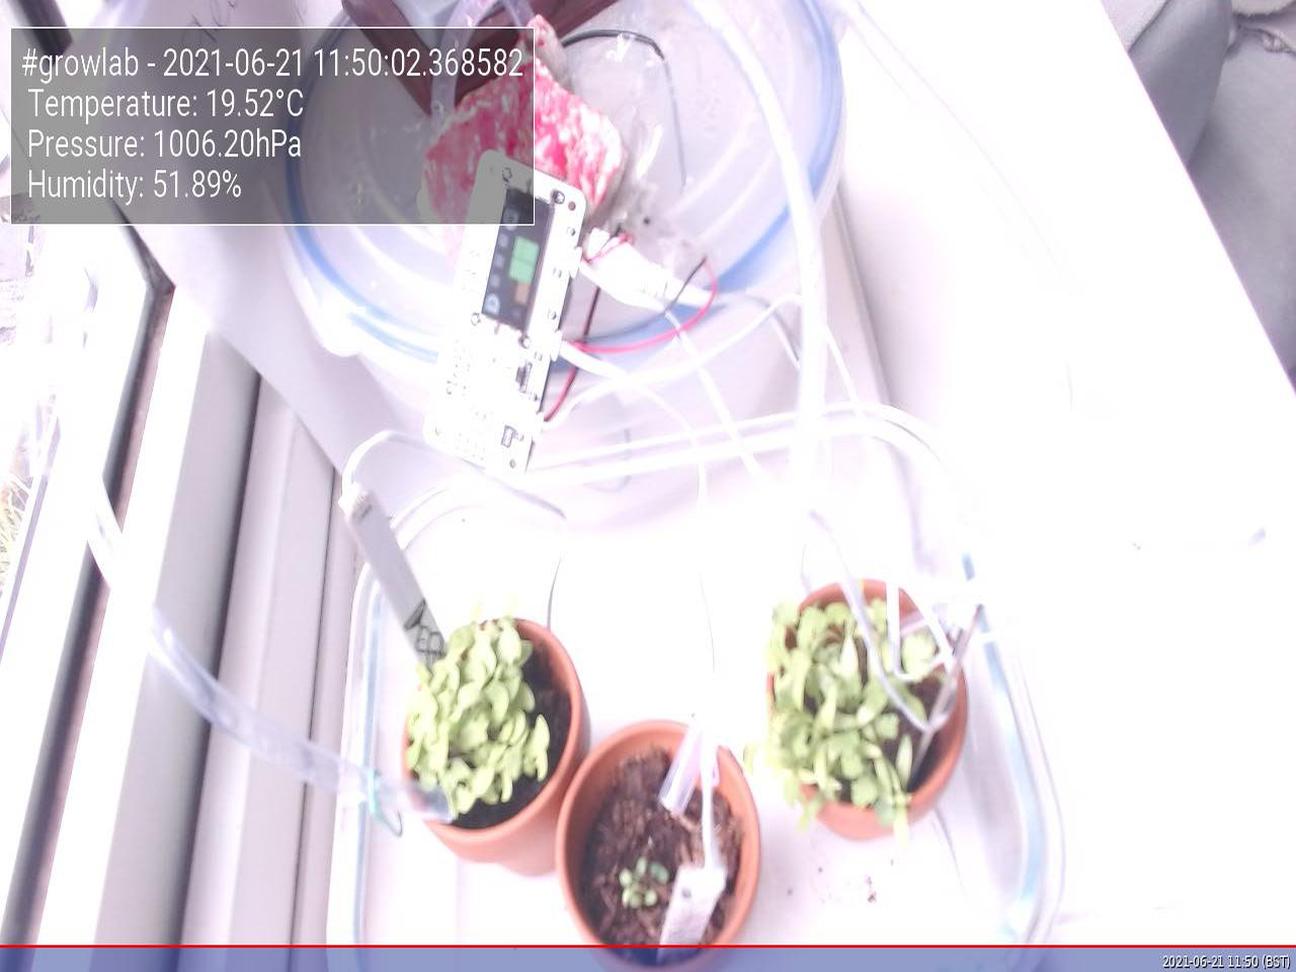 #growlab - 2021-06-21 11:50:02.368582
Temperature: 19.52°C
Pressure: 1006.20hPa
Humidity: 51.89%
2021-06-21 11:50 (BST)